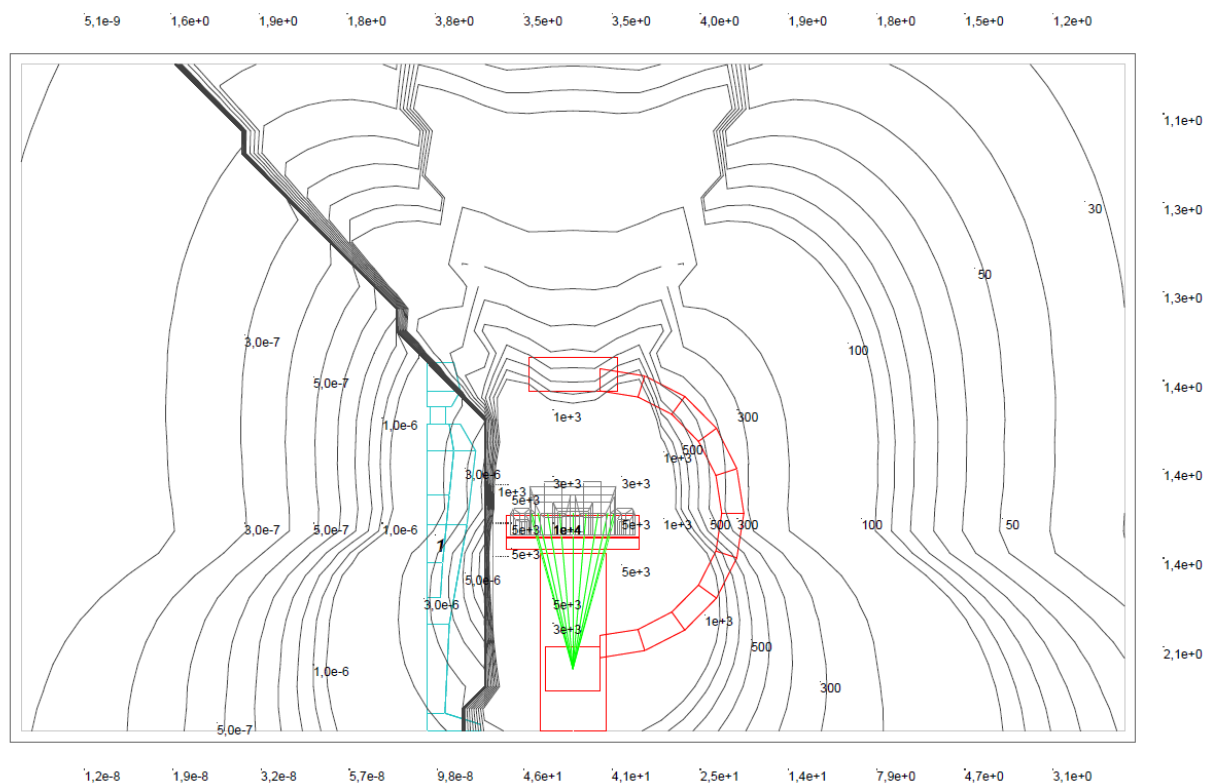 5,1e-9 1,6e+0 1,9e+0 1,8e+0 3,8e+0 3,5e+0 3,5e+0 4,0e+0 1,9e+0 1,8e+0 1,5e+0 1,2e+0
1,1e+0
30 1,3e+0
50
1,3e+0
3,0e-7 100
5,0e-7 1,4e+0
1,0e-6 1e+3 300
500
3,0e-6 1e+3 1,4e+0
1e+3 3e+3 3e+3
5e+3
3,0e-7 5,0e-7 1,0e-6 5e+3 1e+4 5e+3 1e+3 500 300 100 50
1
5e+3 1,4e+0
5,0e-6 5e+3
3,0e-6 5e+3
3e+3 1e+3
500 2,1e+0
1,0e-6
300
5,0e-7
1,2e-8 1,9e-8 3,2e-8 5,7e-8 9,8e-8 4,6e+1 4,1e+1 2,5e+1 1,4e+1 7,9e+0 4,7e+0 3,1e+0